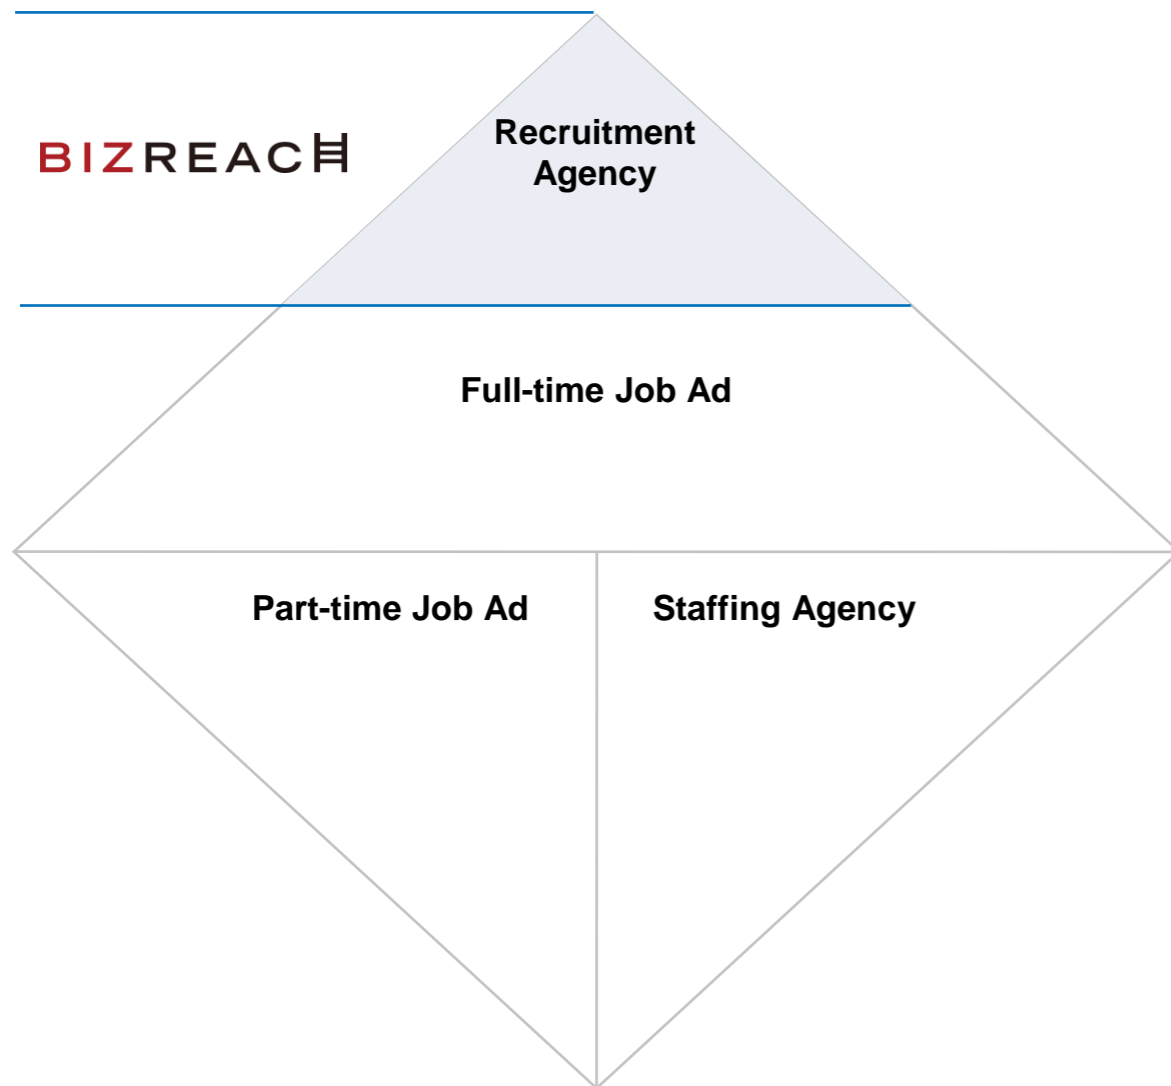 Recruitment
Agency
BIZREACH
Full-time Job Ad
Part-time Job Ad
Staffing Agency